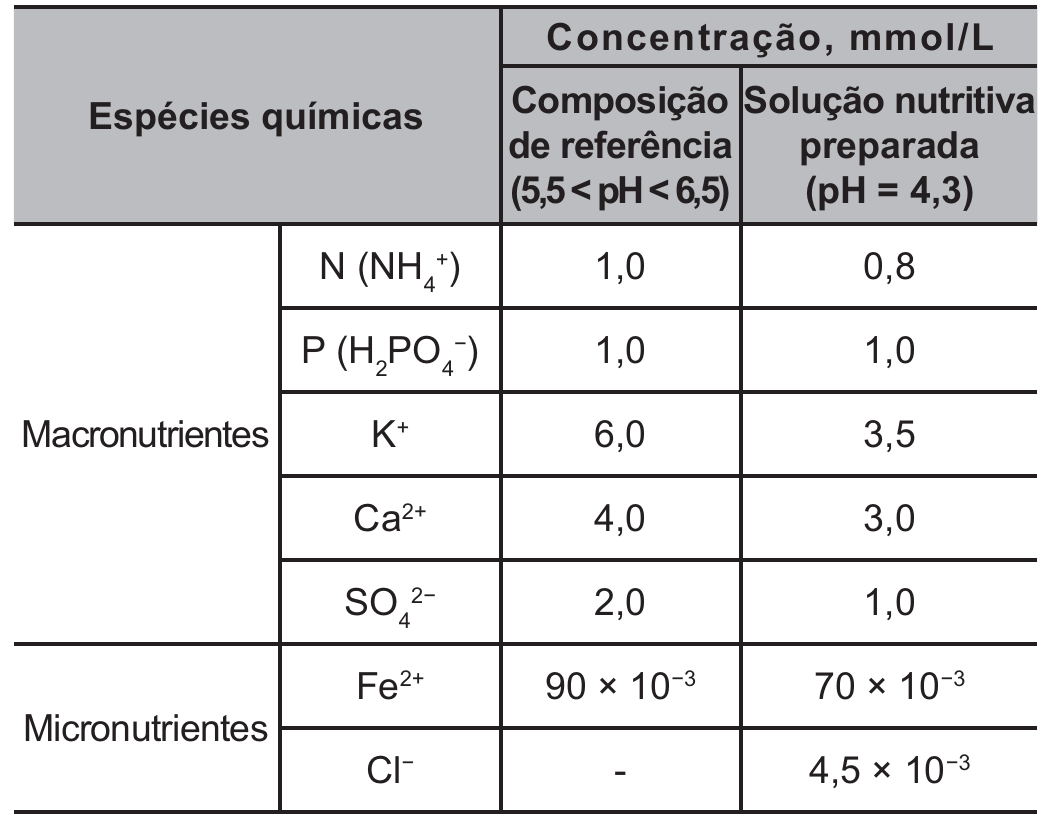 Espécies químicas
Concentração, mmol/L
Composição de referência (5,5 < pH < 6,5)
Solução nutritiva preparada (pH = 4,3)
Macronutrientes
N (NH₄⁺) 1,0 0,8
P (H₂PO₄⁻) 1,0 1,0
K⁺ 6,0 3,5
Ca²⁺ 4,0 3,0
SO₄²⁻ 2,0 1,0
Micronutrientes
Fe²⁺ 90 × 10⁻³ 70 × 10⁻³
Cl⁻ - 4,5 × 10⁻³